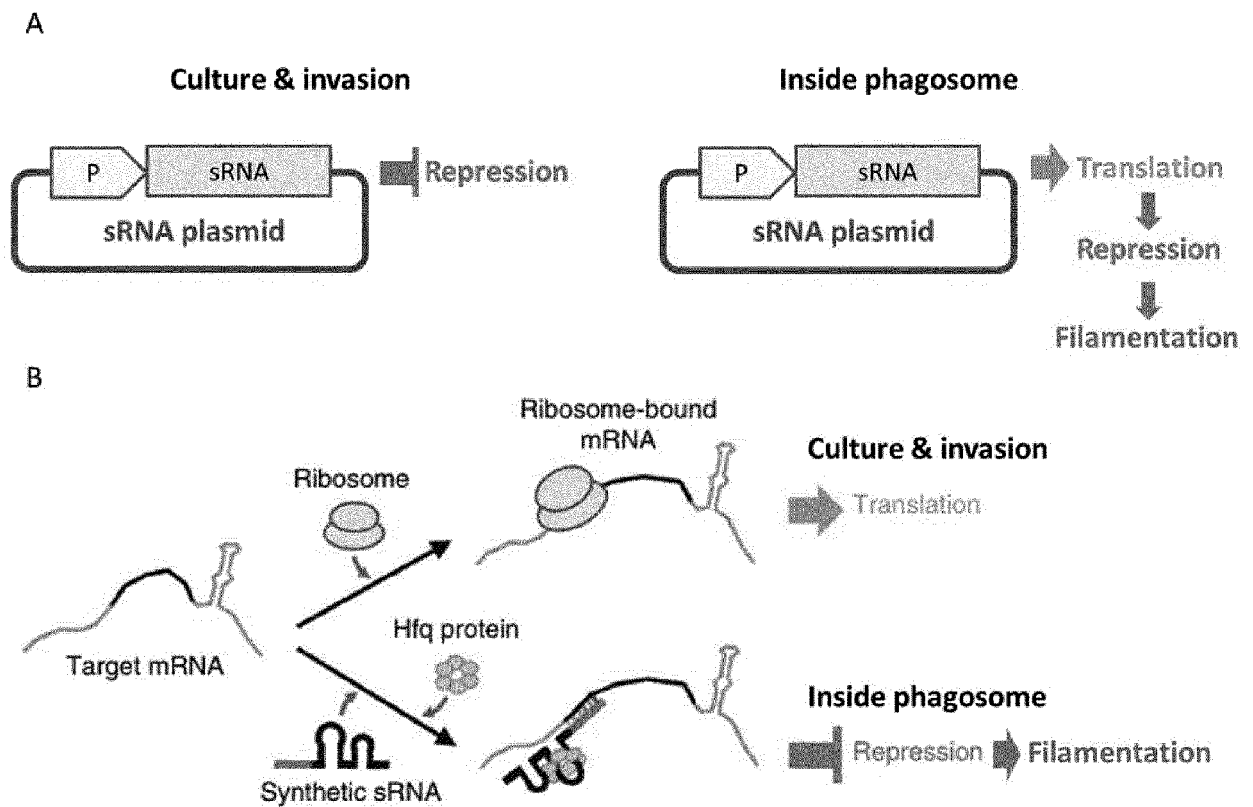 A
Culture & invasion
P
sRNA
Repression
sRNA plasmid
Inside phagosome
P
sRNA
Translation
sRNA plasmid
Repression
Filamentation
B
Ribosome-bound
mRNA
Culture & invasion
Ribosome
Translation
Target mRNA
Hfq protein
Synthetic sRNA
Inside phagosome
Repression
Filamentation